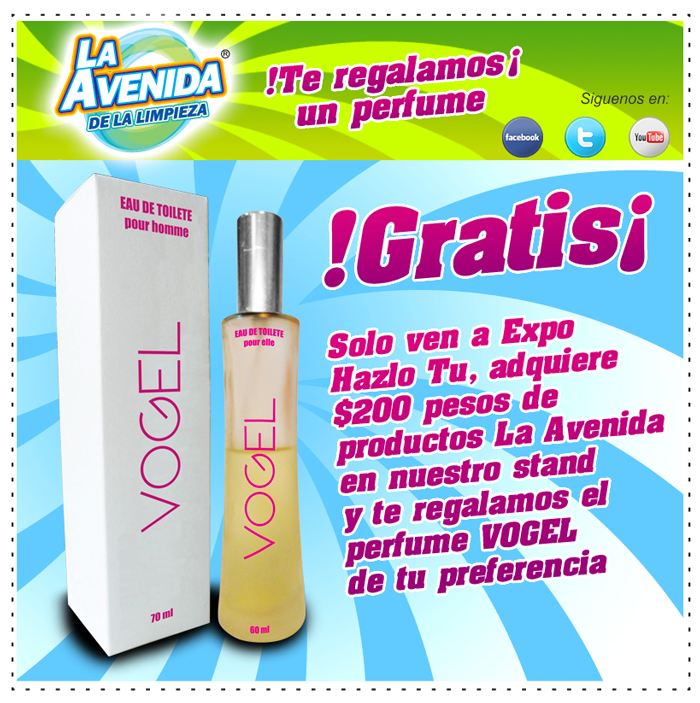 LA
AVENIDA®
DE LA LIMPIEZA
!Te regalamos¡
un perfume
Siguenos en:
facebook
t
You Tube
EAU DE TOILETE
pour homme
VOGEL
70 ml
EAU DE TOILETE
pour elle
VOGEL
60 ml
!Gratis¡
Solo ven a Expo
Hazlo Tu, adquiere
$200 pesos de
productos La Avenida
en nuestro stand
y te regalamos el
perfume VOGEL
de tu preferencia